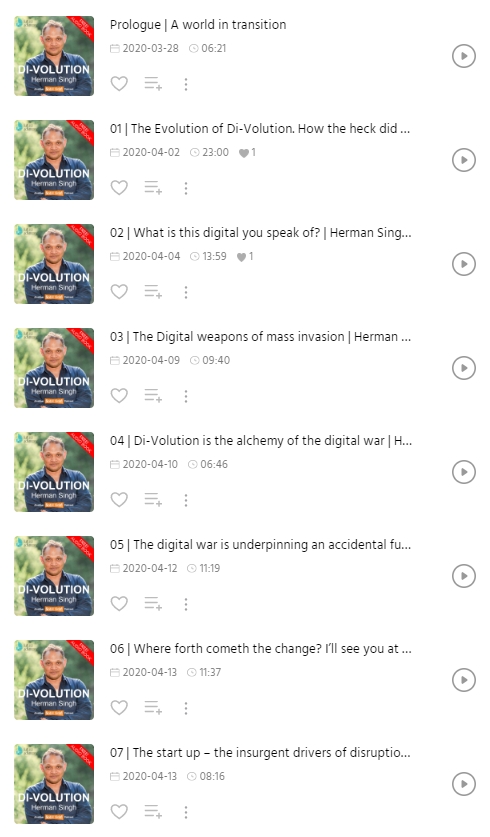 Prologue | A world in transition
2020-03-28 06:21
DI-VOLUTION
Herman Singh
01 | The Evolution of Di-Volution. How the heck did ...
2020-04-02 23:00 1
DI-VOLUTION
Herman Singh
02 | What is this digital you speak of? | Herman Sing...
2020-04-04 13:59 1
DI-VOLUTION
Herman Singh
03 | The Digital weapons of mass invasion | Herman ...
2020-04-09 09:40
DI-VOLUTION
Herman Singh
04 | Di-Volution is the alchemy of the digital war | H...
2020-04-10 06:46
DI-VOLUTION
Herman Singh
05 | The digital war is underpinning an accidental fu...
2020-04-12 11:19
DI-VOLUTION
Herman Singh
06 | Where forth cometh the change? I'll see you at ...
2020-04-13 11:37
DI-VOLUTION
Herman Singh
07 | The start up – the insurgent drivers of disruptio...
2020-04-13 08:16
DI-VOLUTION
Herman Singh